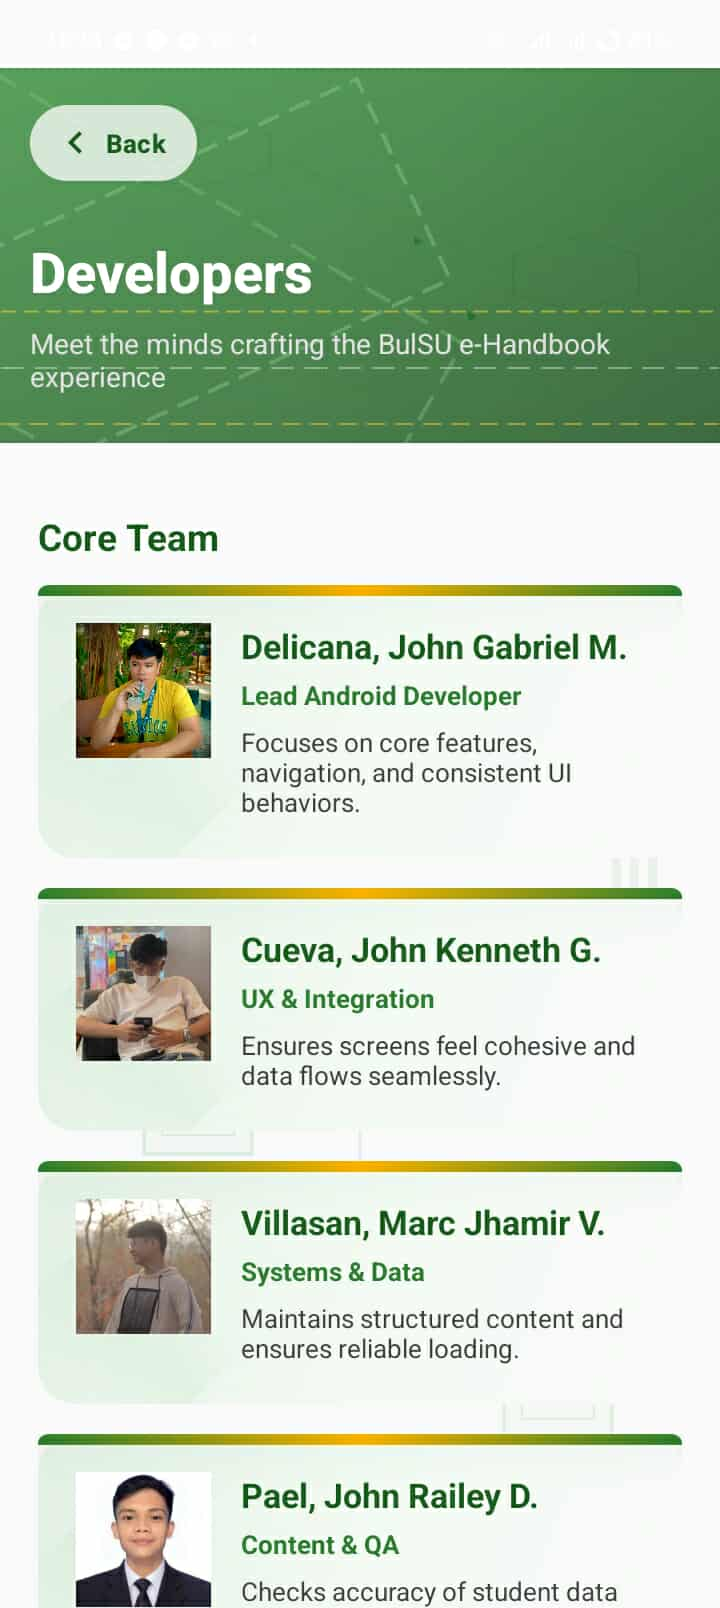 Back
Developers
Meet the minds crafting the BulSU e-Handbook
experience
Core Team
Delicana, John Gabriel M.
Lead Android Developer
Focuses on core features,
navigation, and consistent UI
behaviors.
Cueva, John Kenneth G.
UX & Integration
Ensures screens feel cohesive and
data flows seamlessly.
Villasan, Marc Jhamir V.
Systems & Data
Maintains structured content and
ensures reliable loading.
Pael, John Railey D.
Content & QA
Checks accuracy of student data